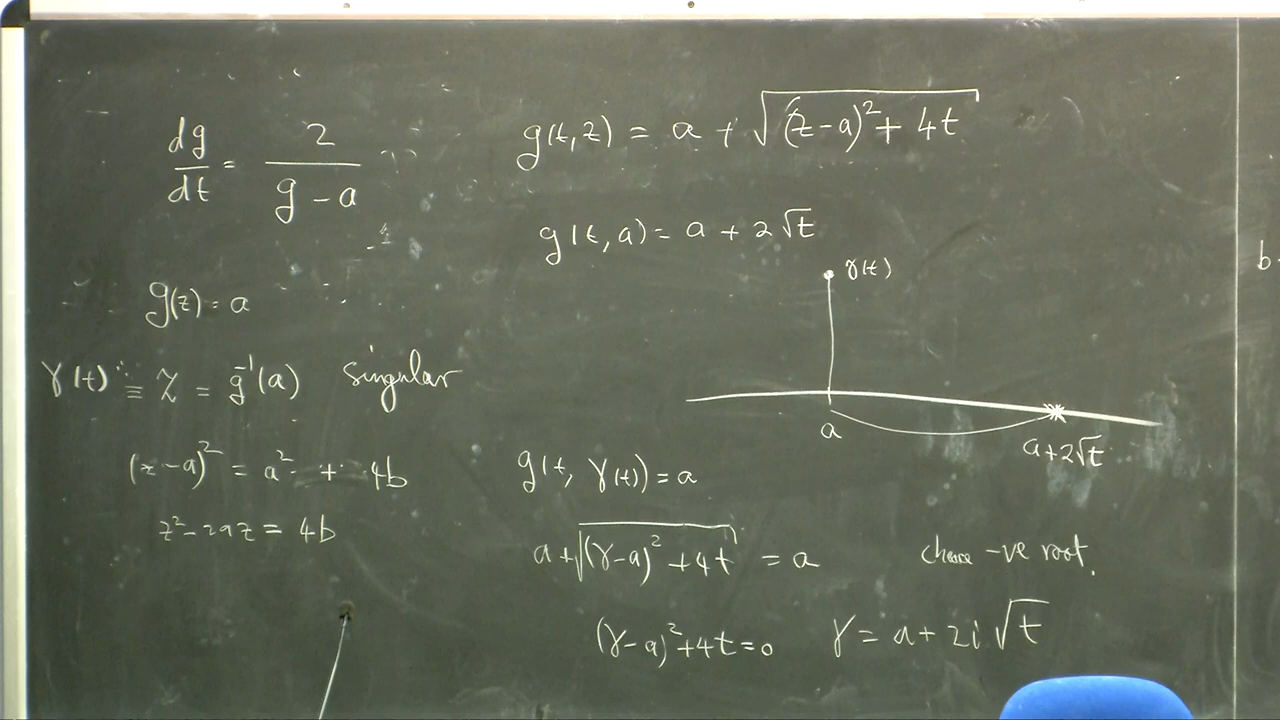 dg/dt = 2/(g - a)
g(z) = a
γ(t) ≡ z = g⁻¹(a) singular
(z-a)² = a² + 4b
z² - 2az = 4b
g(t, z) = a + √((z-a)² + 4t)
g(t, a) = a + 2√t
γ(t)
a
a+2√t
g(t, γ(t)) = a
a + √((γ-a)² + 4t) = a
-ve root.
(γ-a)² + 4t = 0 γ = a + 2i√t
b